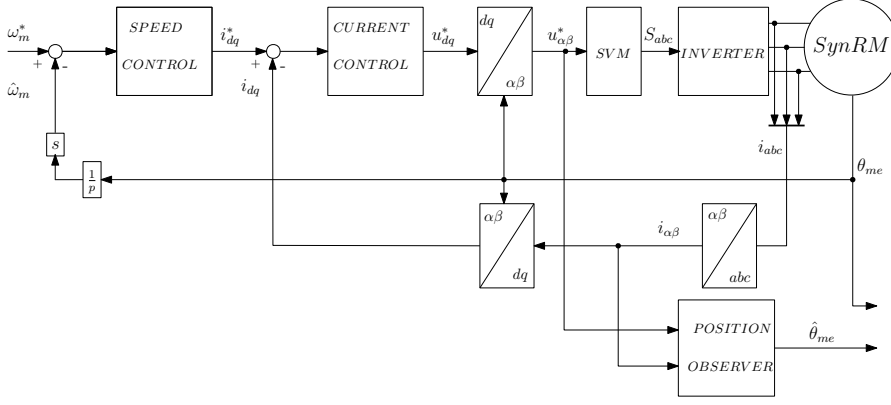 ω*m
+
-
ω̂m
SPEED
CONTROL
i*dq
+
-
idq
CURRENT
CONTROL
u*dq
dq
αβ
u*αβ
SVM
Sabc
INVERTER
SynRM
iabc
θme
s
1/p
αβ
dq
iαβ
αβ
abc
POSITION
OBSERVER
θ̂me